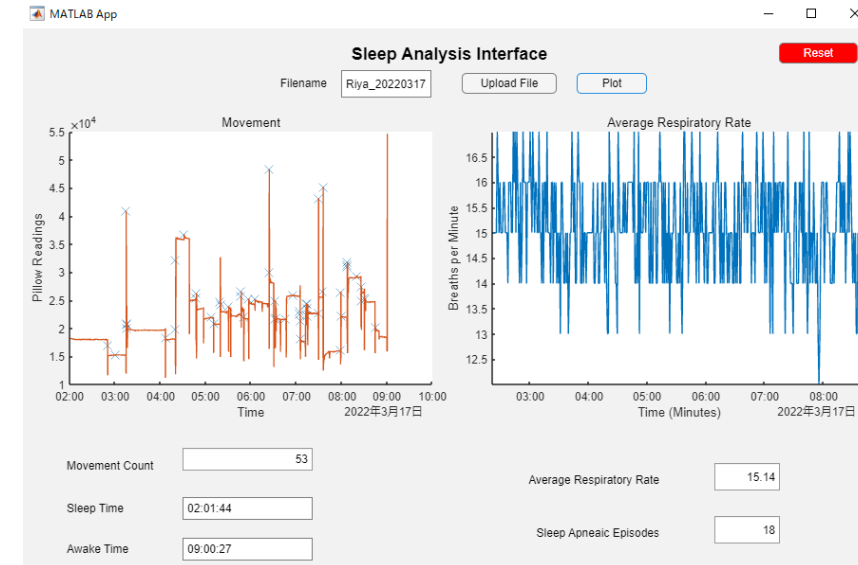 MATLAB App
Sleep Analysis Interface
Reset
Filename
Riya_20220317
Upload File
Plot
Movement
×10⁴
5.5
5
4.5
4
3.5
3
2.5
2
1.5
1
Pillow Readings
02:00 03:00 04:00 05:00 06:00 07:00 08:00 09:00 10:00
Time
2022年3月17日
Average Respiratory Rate
16.5
16
15.5
15
14.5
14
13.5
13
12.5
Breaths per Minute
03:00 04:00 05:00 06:00 07:00 08:00
Time (Minutes)
2022年3月17日
Movement Count
53
Sleep Time
02:01:44
Awake Time
09:00:27
Average Respiratory Rate
15.14
Sleep Apneaic Episodes
18